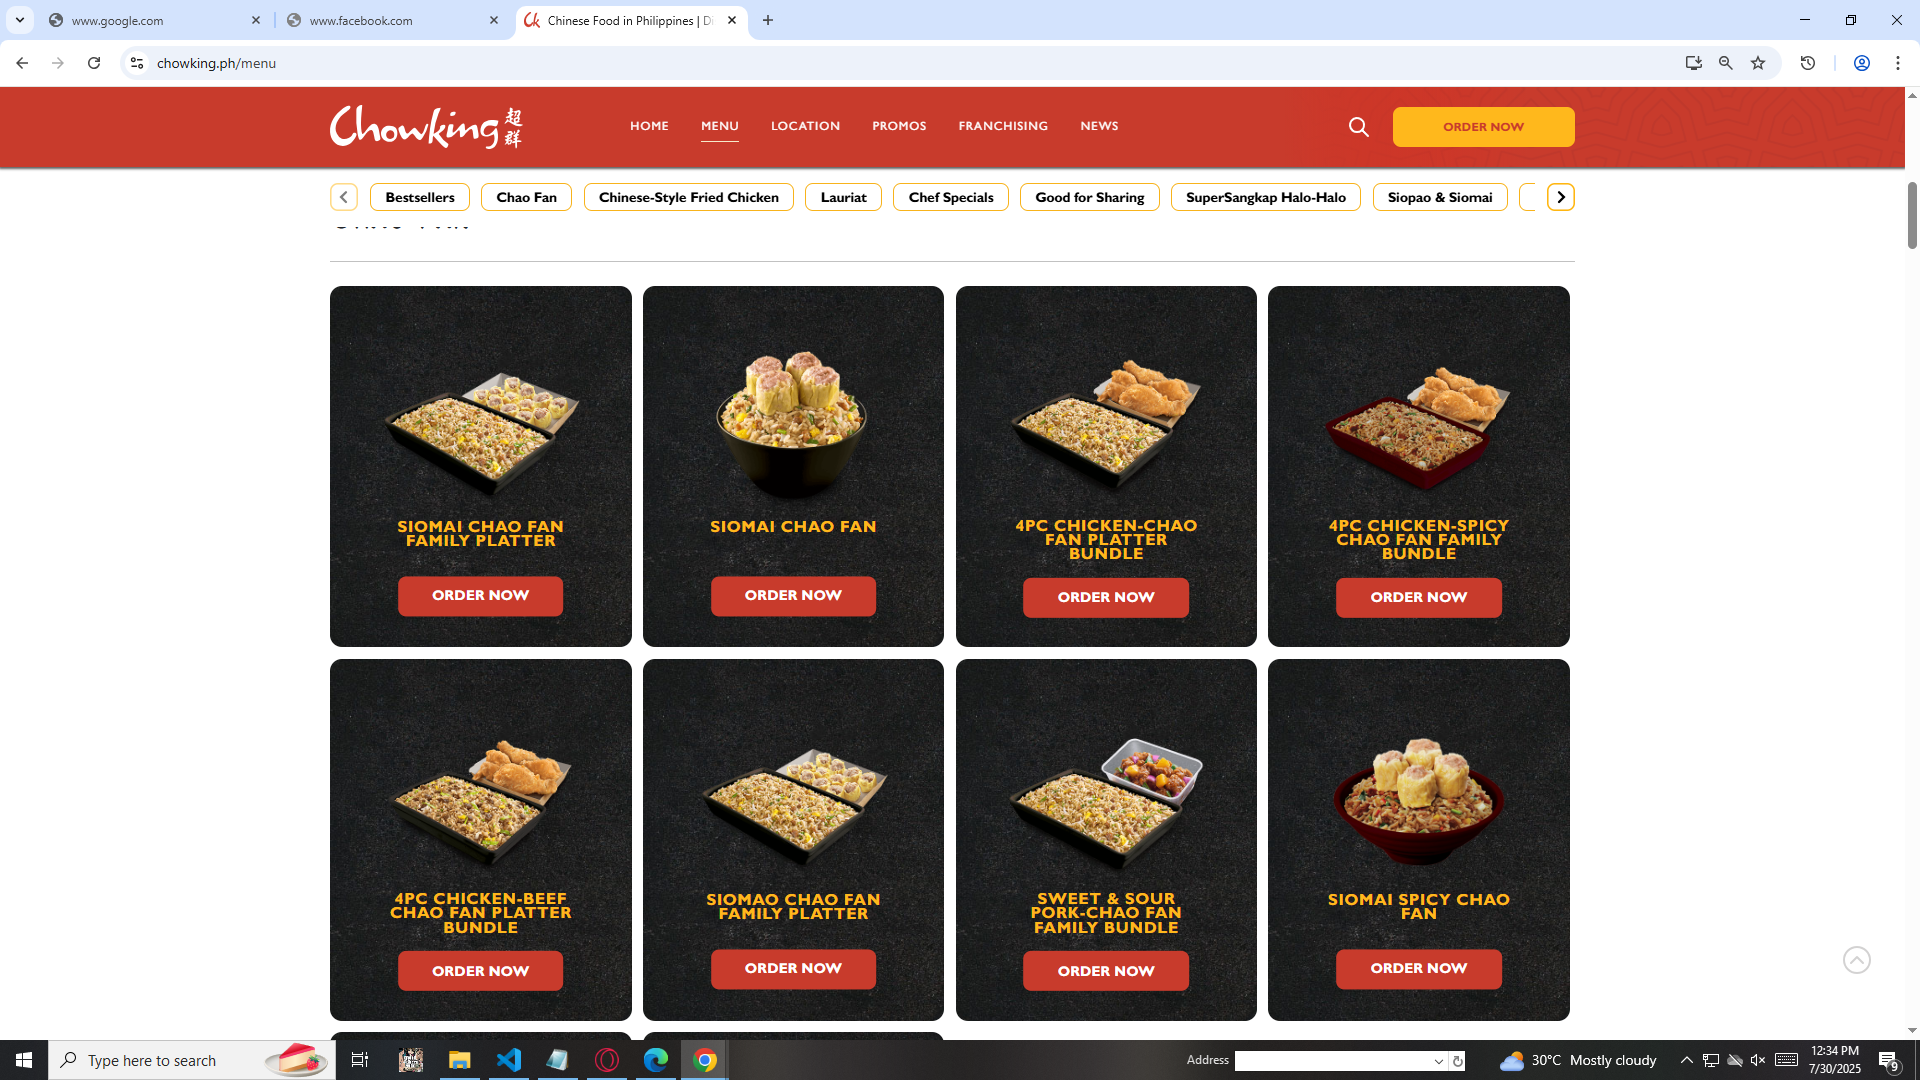 www.google.com
www.facebook.com
Chinese Food in Philippines | Di
chowking.ph/menu
Chowking 超群
HOME
MENU
LOCATION
PROMOS
FRANCHISING
NEWS
ORDER NOW
Bestsellers
Chao Fan
Chinese-Style Fried Chicken
Lauriat
Chef Specials
Good for Sharing
SuperSangkap Halo-Halo
Siopao & Siomai
SIOMAI CHAO FAN
FAMILY PLATTER
ORDER NOW
SIOMAI CHAO FAN
ORDER NOW
4PC CHICKEN-CHAO
FAN PLATTER
BUNDLE
ORDER NOW
4PC CHICKEN-SPICY
CHAO FAN FAMILY
BUNDLE
ORDER NOW
4PC CHICKEN-BEEF
CHAO FAN PLATTER
BUNDLE
ORDER NOW
SIOMAO CHAO FAN
FAMILY PLATTER
ORDER NOW
SWEET & SOUR
PORK-CHAO FAN
FAMILY BUNDLE
ORDER NOW
SIOMAI SPICY CHAO
FAN
ORDER NOW
Type here to search
Address
30°C Mostly cloudy
12:34 PM
7/30/2025
9